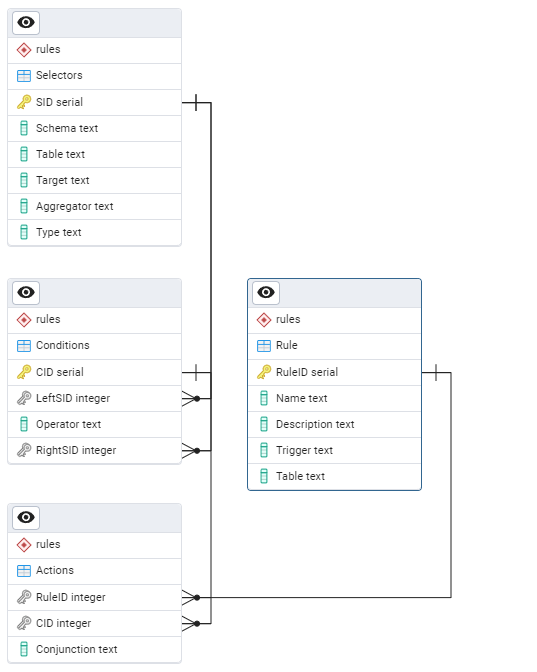 rules
Selectors
SID serial
Schema text
Table text
Target text
Aggregator text
Type text
rules
Conditions
CID serial
LeftSID integer
Operator text
RightSID integer
rules
Rule
RuleID serial
Name text
Description text
Trigger text
Table text
rules
Actions
RuleID integer
CID integer
Conjunction text